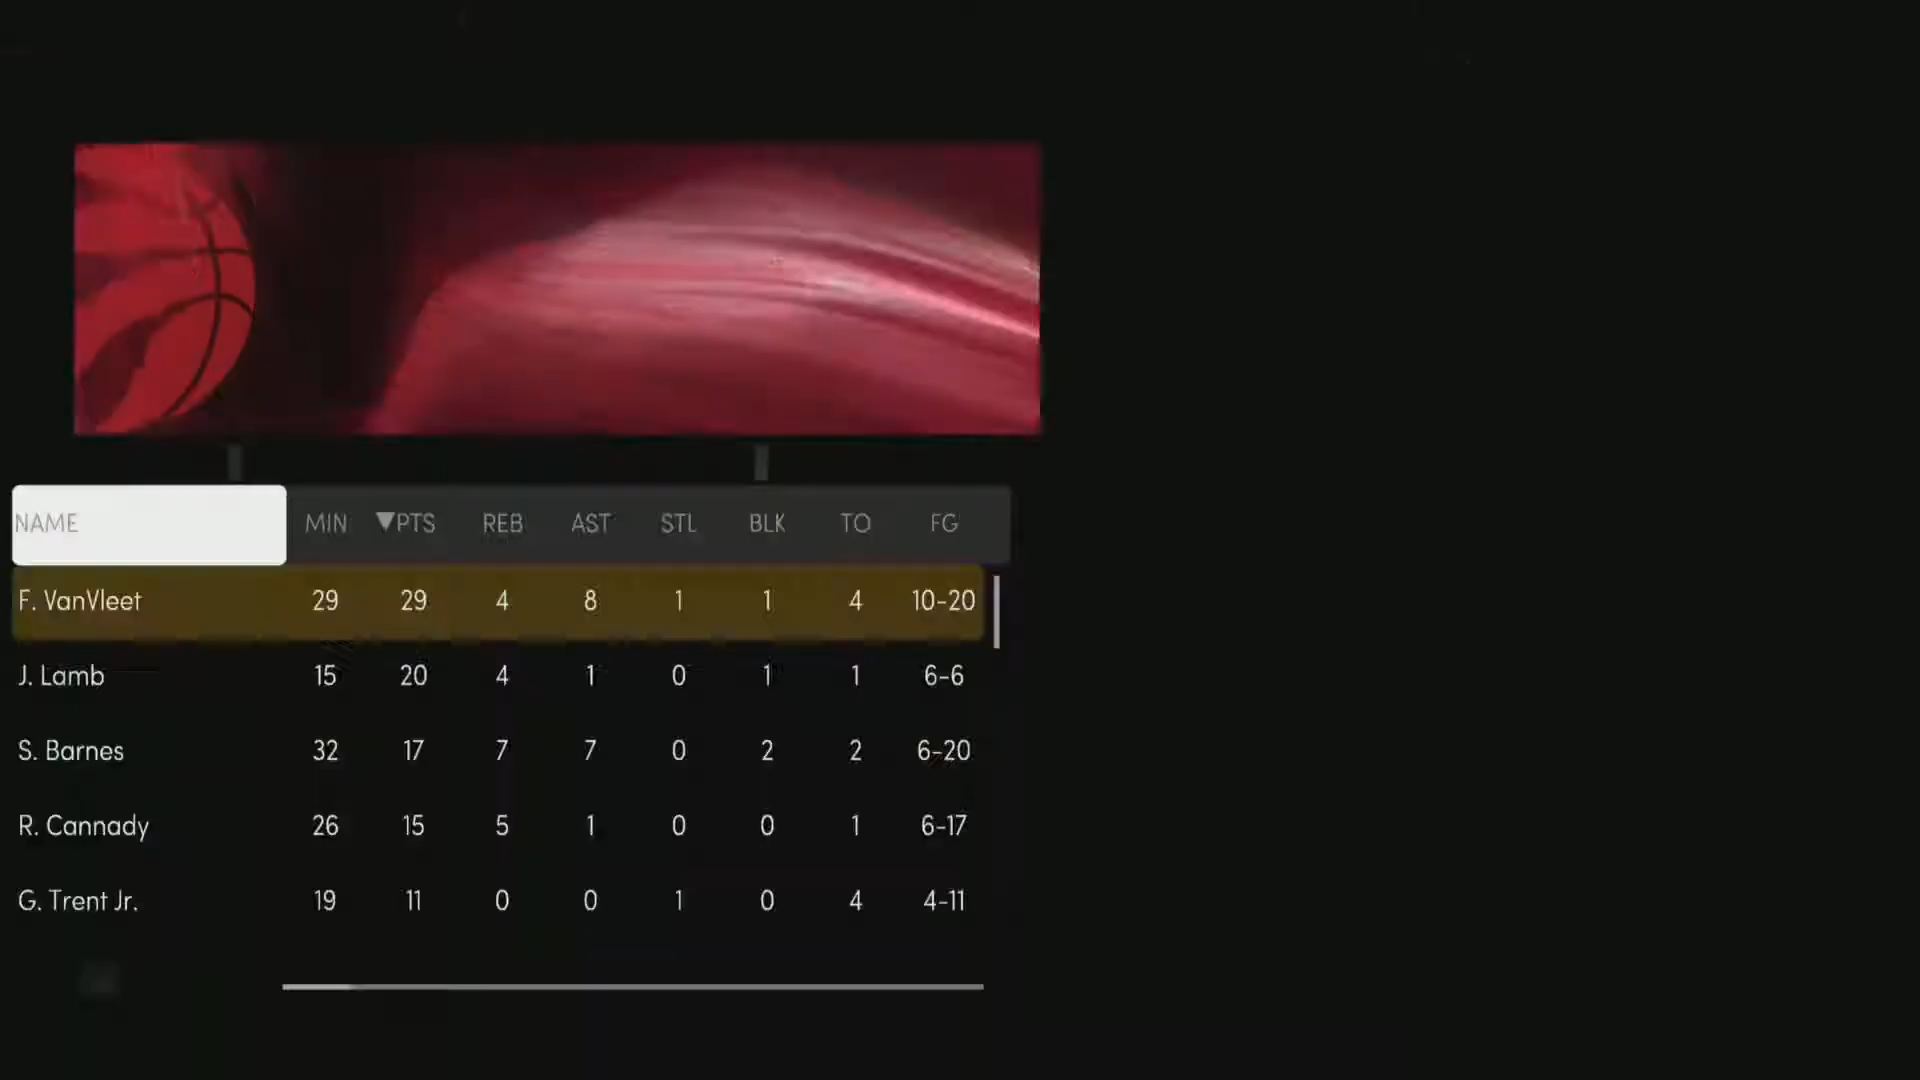 NAME MIN ▼PTS REB AST STL BLK TO FG
F. VanVleet 29 29 4 8 1 1 4 10-20
J. Lamb 15 20 4 1 0 1 1 6-6
S. Barnes 32 17 7 7 0 2 2 6-20
R. Cannady 26 15 5 1 0 0 1 6-17
G. Trent Jr. 19 11 0 0 1 0 4 4-11